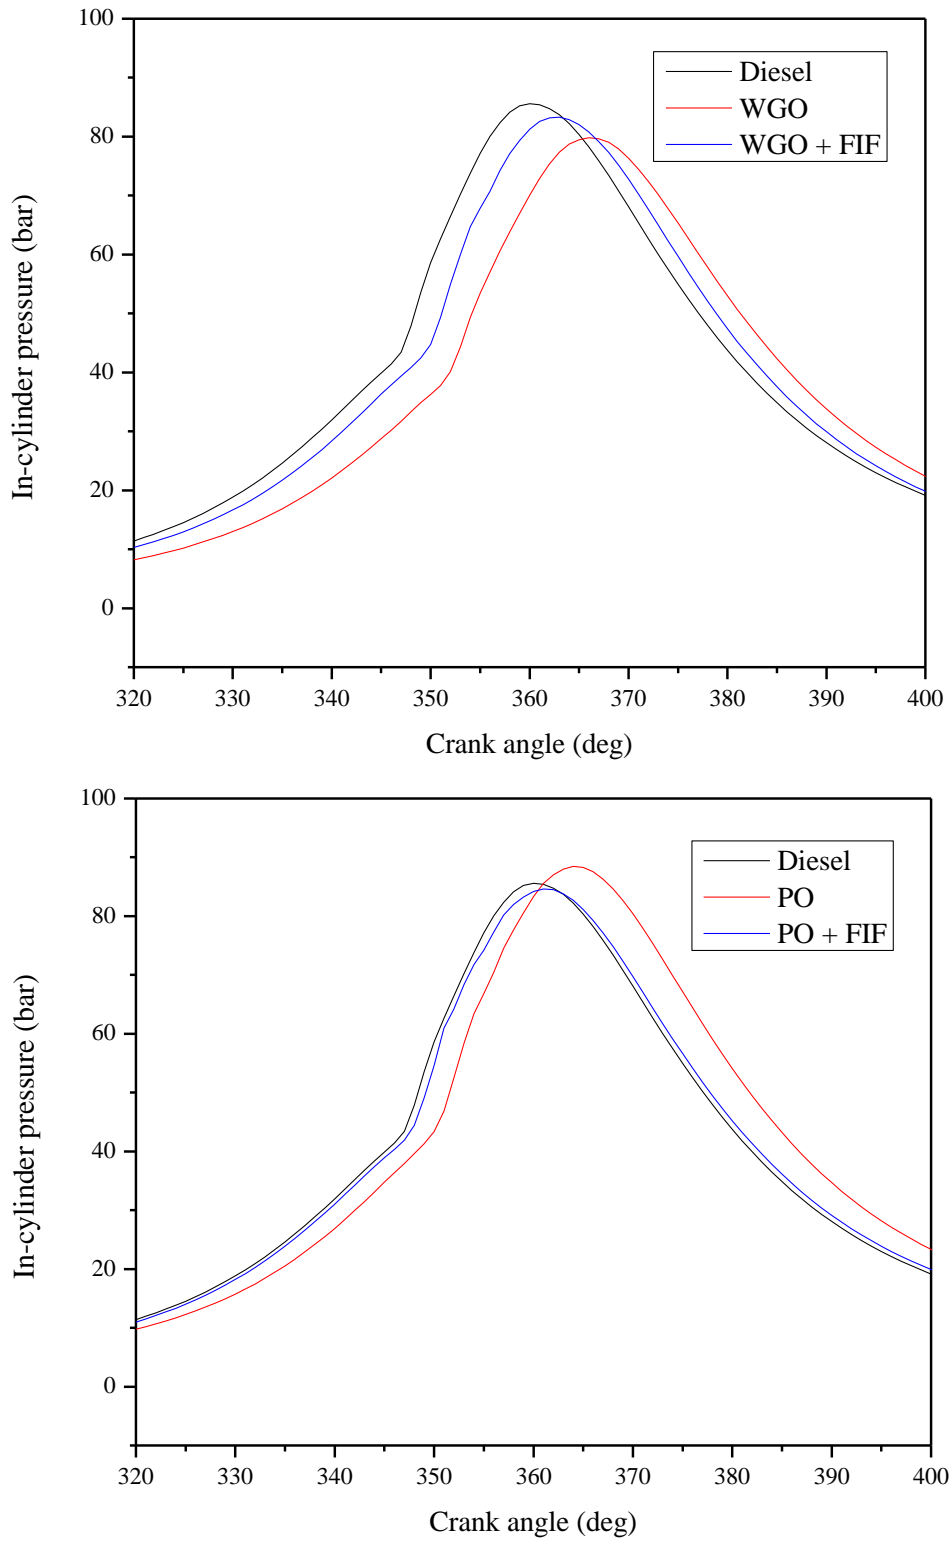 100
80
60
40
20
0
In-cylinder pressure (bar)
Diesel
WGO
WGO + FIF
320 330 340 350 360 370 380 390 400
Crank angle (deg)
100
80
60
40
20
0
In-cylinder pressure (bar)
Diesel
PO
PO + FIF
320 330 340 350 360 370 380 390 400
Crank angle (deg)